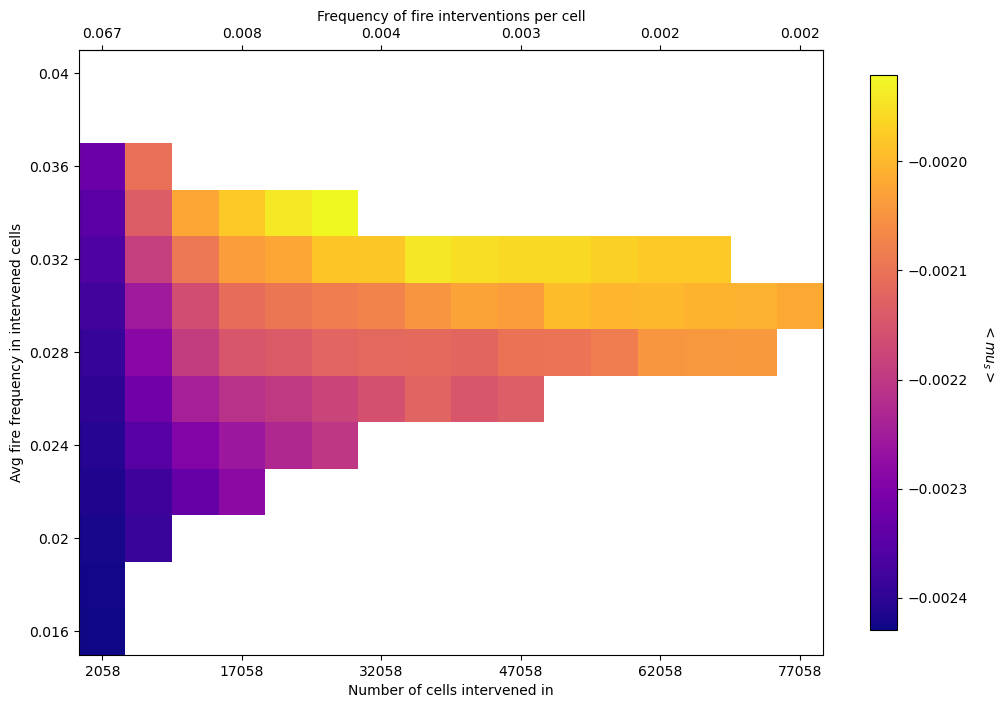 Frequency of fire interventions per cell
0.067 0.008 0.004 0.003 0.002 0.002
0.04
0.036
0.032
0.028
0.024
0.02
0.016
Avg fire frequency in intervened cells
2058 17058 32058 47058 62058 77058
Number of cells intervened in
−0.0020
−0.0021
−0.0022
−0.0023
−0.0024
< mu_s >